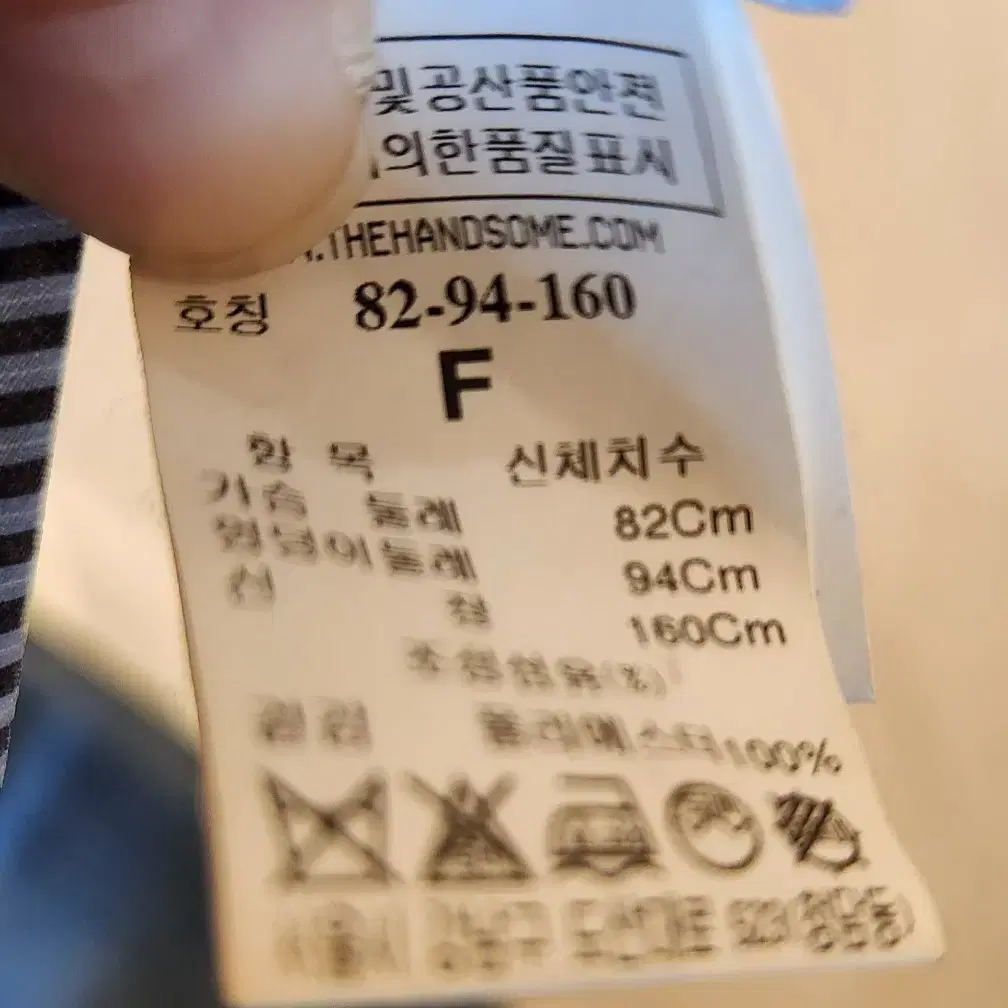 및공산품안전
의한품질표시
.THEHANDSOME.COM
호칭 82-94-160
F
항 목 신체치수
가슴 둘레 82Cm
엉덩이둘레 94Cm
신 장 160Cm
조성섬유(%)
겉감 폴리에스터100%
서울시 강남구 도산대로 523(청담동)